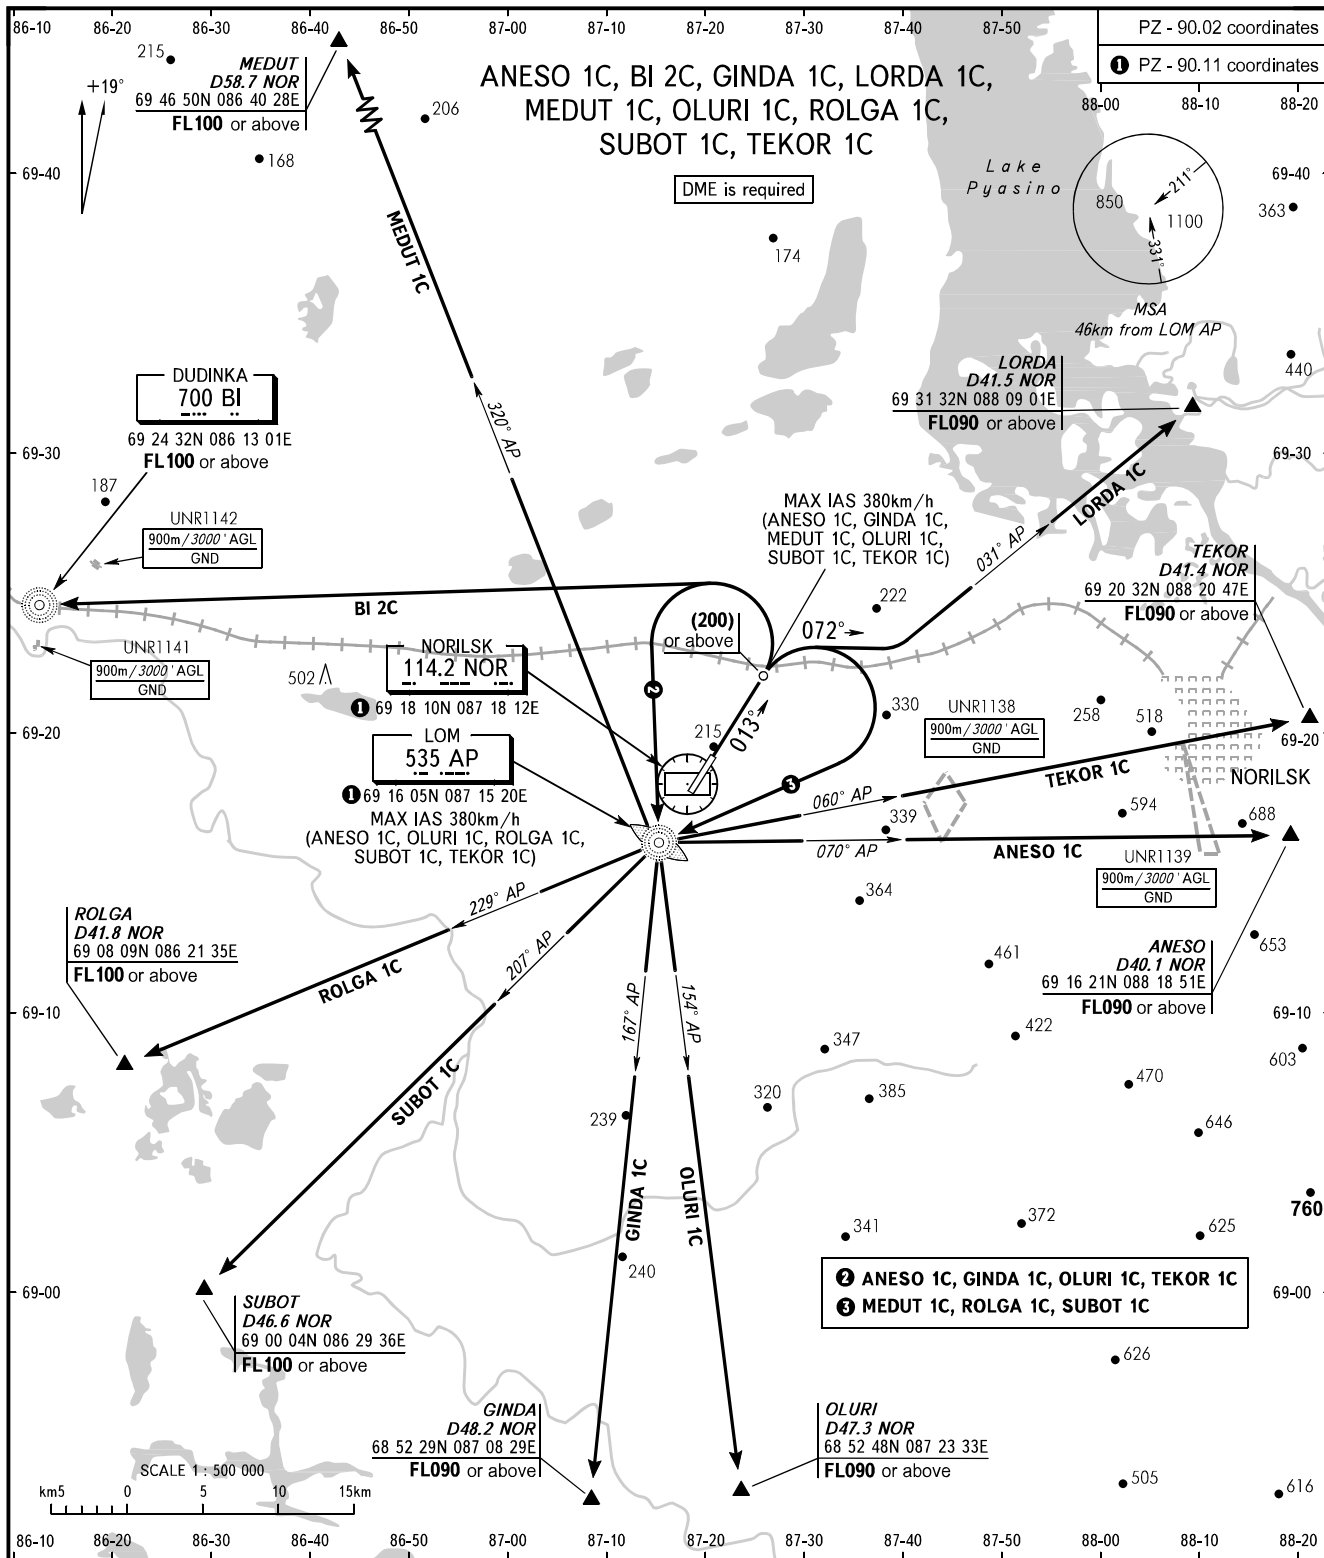 86-10 86-20 86-30 86-40 86-50 87-00 87-10 87-20 87-30 87-40 87-50
PZ - 90.02 coordinates
1 PZ - 90.11 coordinates
88-00 88-10 88-20
ANESO 1C, BI 2C, GINDA 1C, LORDA 1C,
MEDUT 1C, OLURI 1C, ROLGA 1C,
SUBOT 1C, TEKOR 1C
DME is required
+19°
215
MEDUT
D58.7 NOR
69 46 50N 086 40 28E
FL100 or above
206
168
69-40
69-40
Lake
Pyasino
850
1100
211°
331°
MSA
46km from LOM AP
363
174
MEDUT 1C
440
LORDA
D41.5 NOR
69 31 32N 088 09 01E
FL090 or above
DUDINKA
700 BI
69 24 32N 086 13 01E
FL100 or above
320° AP
69-30
69-30
187
UNR1142
900m/3000' AGL
GND
MAX IAS 380km/h
(ANESO 1C, GINDA 1C,
MEDUT 1C, OLURI 1C,
SUBOT 1C, TEKOR 1C)
LORDA 1C
031° AP
TEKOR
D41.4 NOR
69 20 32N 088 20 47E
FL090 or above
BI 2C
222
(200)
or above
072°
UNR1141
900m/3000' AGL
GND
502
NORILSK
114.2 NOR
1 69 18 10N 087 18 12E
2
013°
215
330
UNR1138
900m/3000' AGL
GND
258
518
69-20
69-20
LOM
535 AP
1 69 16 05N 087 15 20E
MAX IAS 380km/h
(ANESO 1C, OLURI 1C, ROLGA 1C,
SUBOT 1C, TEKOR 1C)
3
060° AP
TEKOR 1C
NORILSK
339
594
688
070° AP
ANESO 1C
UNR1139
900m/3000' AGL
GND
364
229° AP
ROLGA
D41.8 NOR
69 08 09N 086 21 35E
FL100 or above
ROLGA 1C
207° AP
653
461
ANESO
D40.1 NOR
69 16 21N 088 18 51E
FL090 or above
167° AP
154° AP
69-10
69-10
422
347
603
SUBOT 1C
470
385
320
239
646
GINDA 1C
OLURI 1C
760
372
341
625
240
2 ANESO 1C, GINDA 1C, OLURI 1C, TEKOR 1C
3 MEDUT 1C, ROLGA 1C, SUBOT 1C
69-00
69-00
SUBOT
D46.6 NOR
69 00 04N 086 29 36E
FL100 or above
626
GINDA
D48.2 NOR
68 52 29N 087 08 29E
FL090 or above
OLURI
D47.3 NOR
68 52 48N 087 23 33E
FL090 or above
SCALE 1 : 500 000
km5 0 5 10 15km
505
616
86-10 86-20 86-30 86-40 86-50 87-00 87-10 87-20 87-30 87-40 87-50 88-00 88-10 88-20